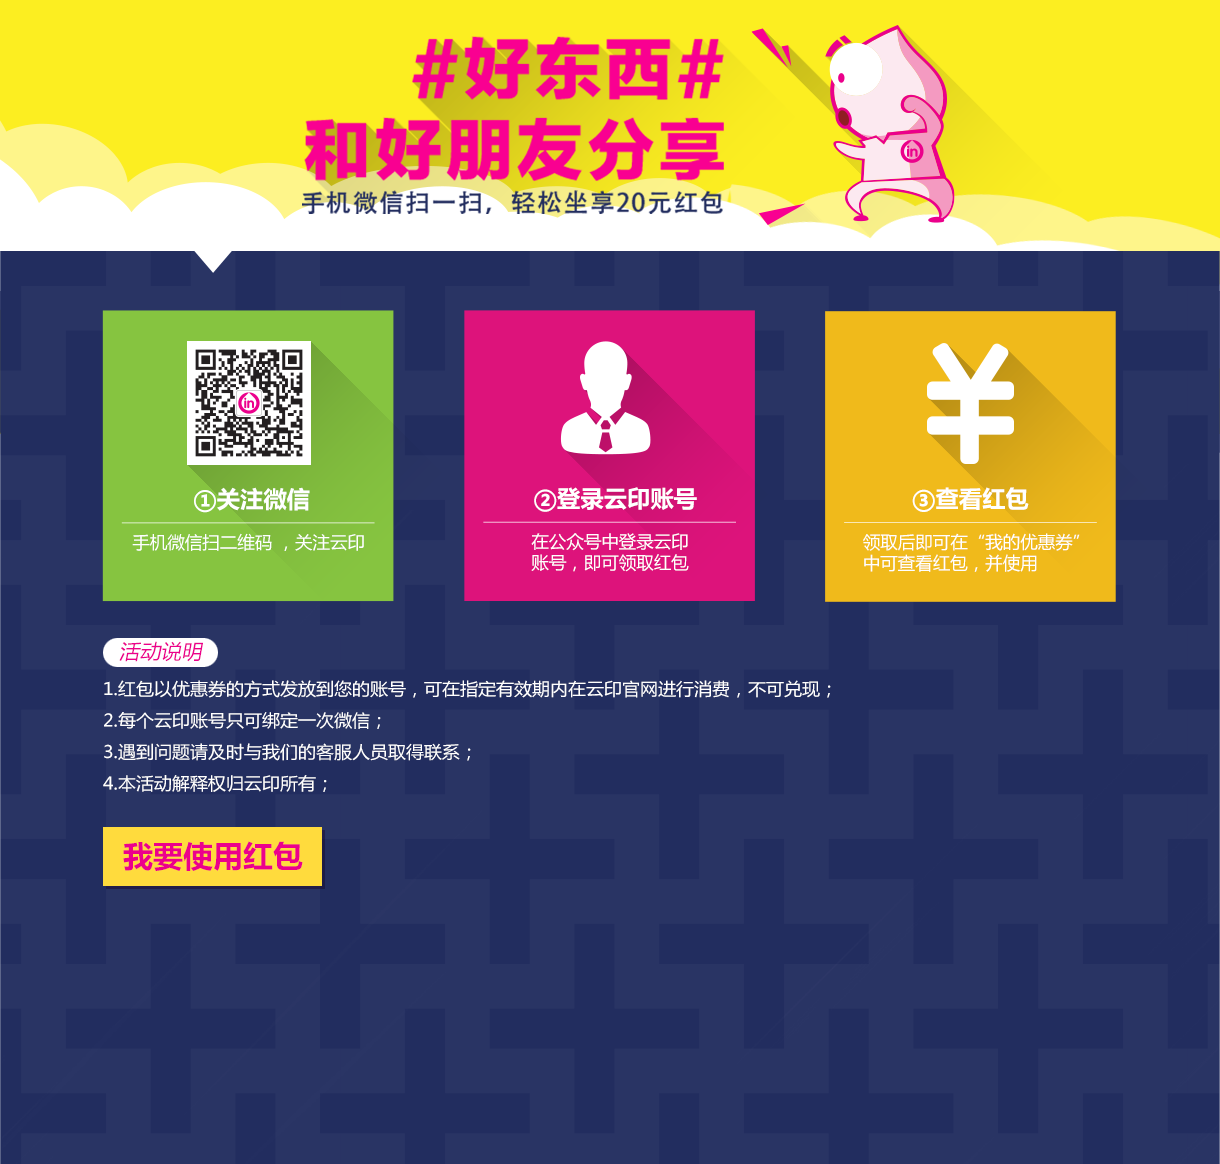 #好东西#
和好朋友分享
手机微信扫一扫，轻松坐享20元红包
in
in
①关注微信
手机微信扫二维码，关注云印
②登录云印账号
在公众号中登录云印
账号，即可领取红包
③查看红包
领取后即可在“我的优惠券”
中可查看红包，并使用
活动说明
1.红包以优惠券的方式发放到您的账号，可在指定有效期内在云印官网进行消费，不可兑现；
2.每个云印账号只可绑定一次微信；
3.遇到问题请及时与我们的客服人员取得联系；
4.本活动解释权归云印所有；
我要使用红包